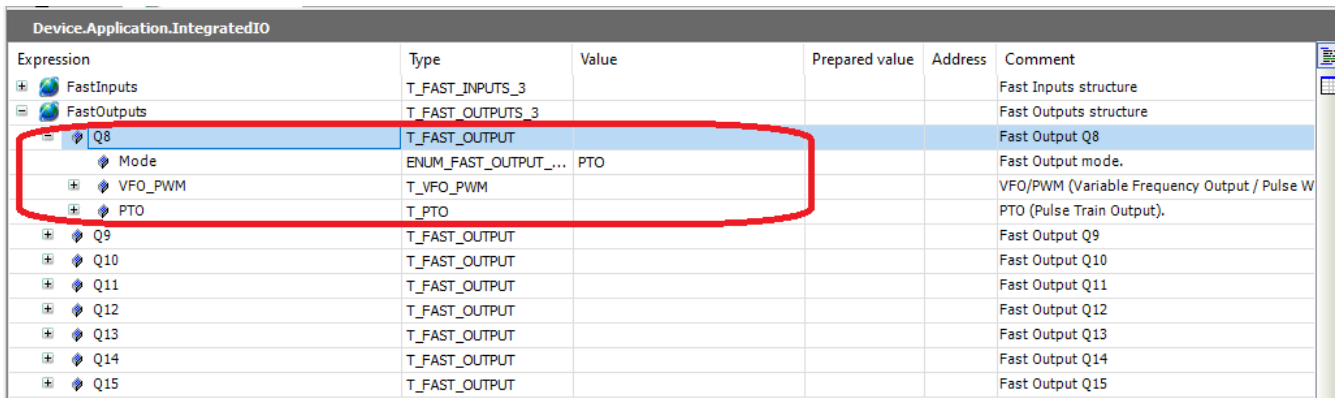 Device.Application.IntegratedIO
Expression Type Value Prepared value Address Comment
FastInputs T_FAST_INPUTS_3 Fast Inputs structure
FastOutputs T_FAST_OUTPUTS_3 Fast Outputs structure
Q8 T_FAST_OUTPUT Fast Output Q8
Mode ENUM_FAST_OUTPUT_... PTO Fast Output mode.
VFO_PWM T_VFO_PWM VFO/PWM (Variable Frequency Output / Pulse W
PTO T_PTO PTO (Pulse Train Output).
Q9 T_FAST_OUTPUT Fast Output Q9
Q10 T_FAST_OUTPUT Fast Output Q10
Q11 T_FAST_OUTPUT Fast Output Q11
Q12 T_FAST_OUTPUT Fast Output Q12
Q13 T_FAST_OUTPUT Fast Output Q13
Q14 T_FAST_OUTPUT Fast Output Q14
Q15 T_FAST_OUTPUT Fast Output Q15